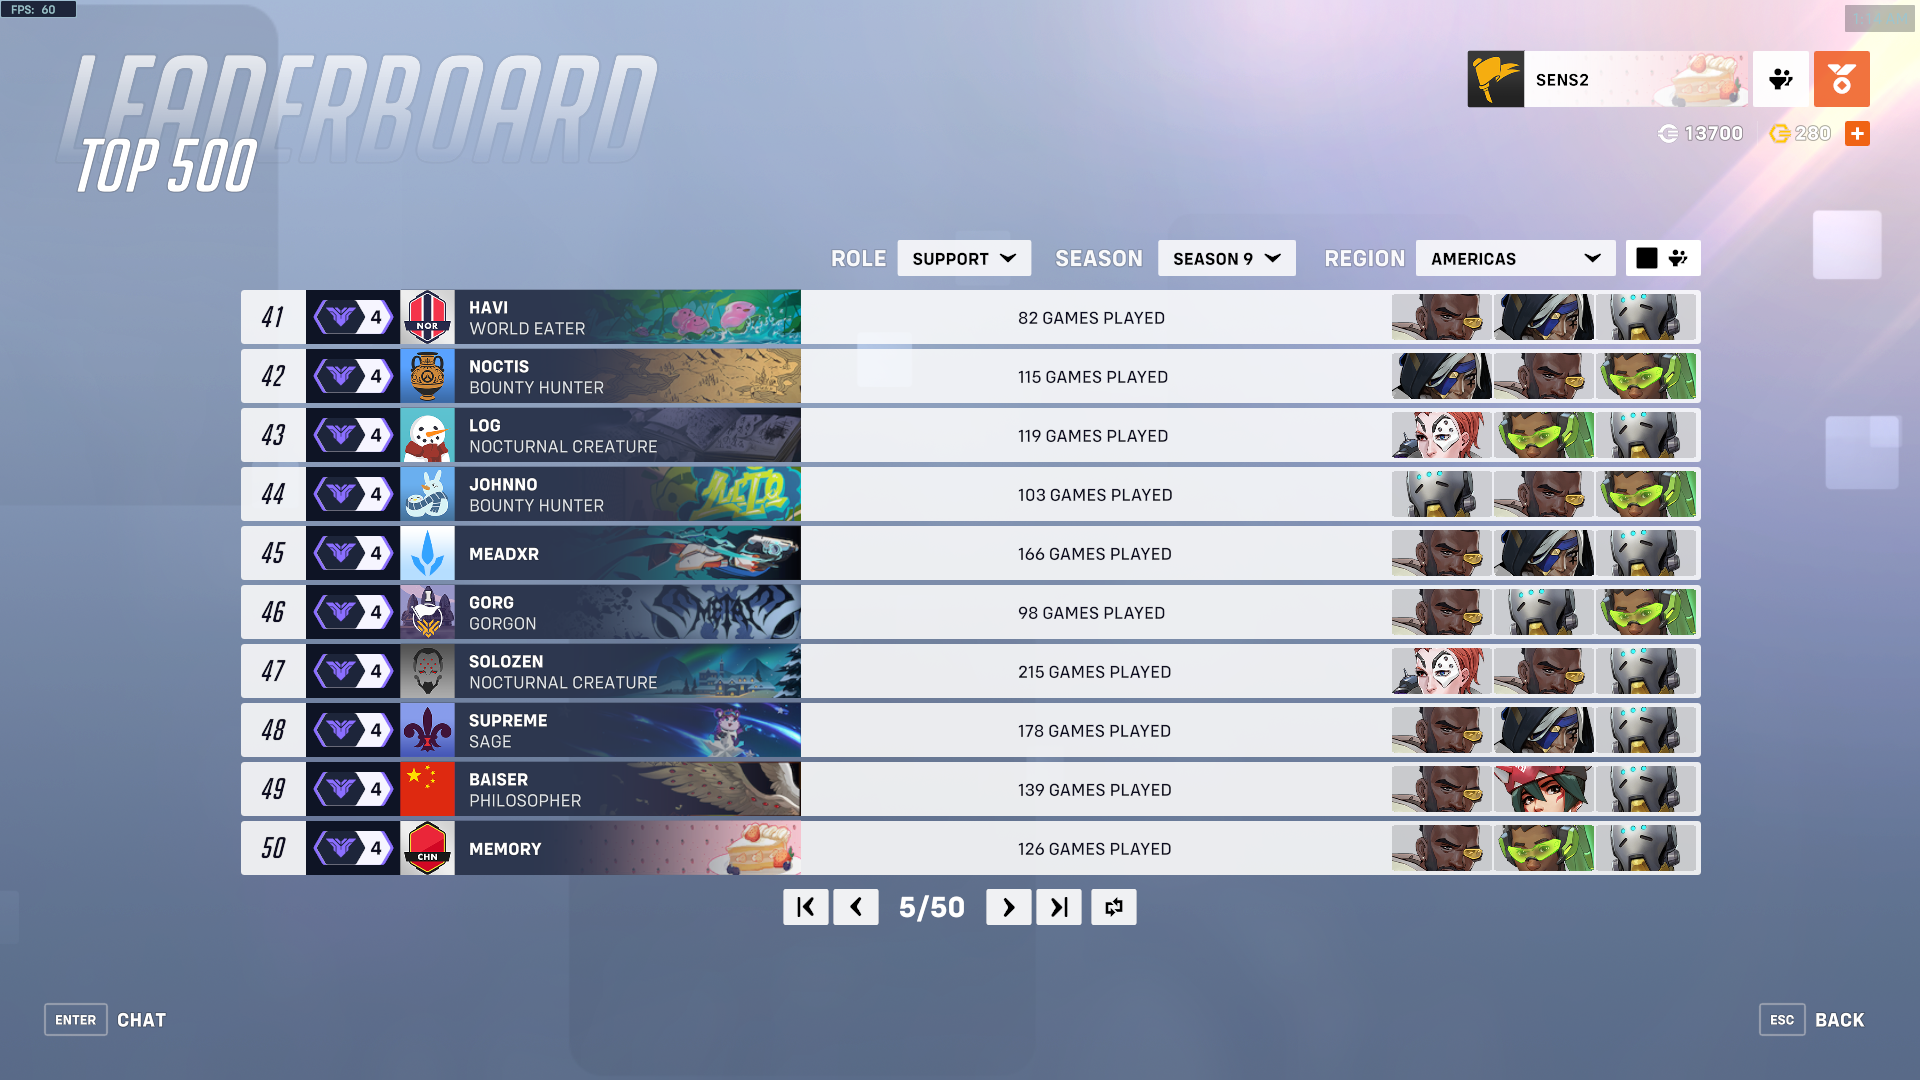 FPS: 60
LEADERBOARD
TOP 500
SENS2
13700
280
ROLE SUPPORT SEASON SEASON 9 REGION AMERICAS
41 4 NOR HAVI WORLD EATER 82 GAMES PLAYED
42 4 NOCTIS BOUNTY HUNTER 115 GAMES PLAYED
43 4 LOG NOCTURNAL CREATURE 119 GAMES PLAYED
44 4 JOHNNO BOUNTY HUNTER 103 GAMES PLAYED
45 4 MEADXR 166 GAMES PLAYED
46 4 GORG GORGON 98 GAMES PLAYED
47 4 SOLOZEN NOCTURNAL CREATURE 215 GAMES PLAYED
48 4 SUPREME SAGE 178 GAMES PLAYED
49 4 BAISER PHILOSOPHER 139 GAMES PLAYED
50 4 CHN MEMORY 126 GAMES PLAYED
5/50
ENTER CHAT
ESC BACK